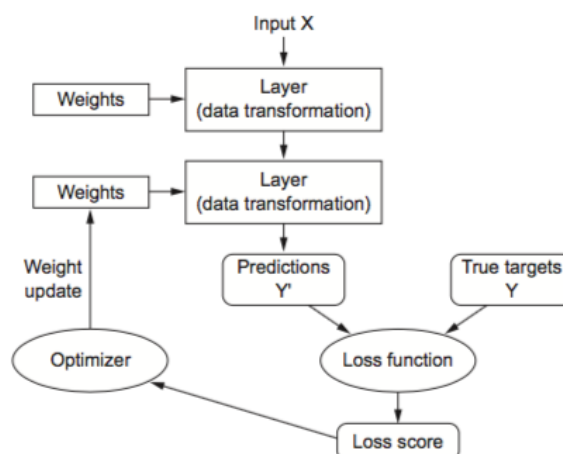 Input X
Weights
Layer
(data transformation)
Weights
Layer
(data transformation)
Weight
update
Predictions
Y'
True targets
Y
Optimizer
Loss function
Loss score